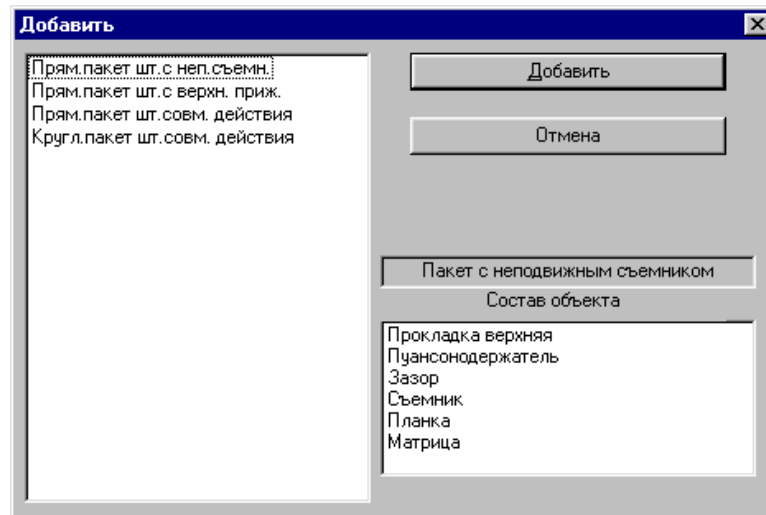 Добавить
Прям.пакет шт.с неп.съемн.
Прям.пакет шт.с верхн. приж.
Прям.пакет шт.совм. действия
Кругл.пакет шт.совм. действия
Добавить
Отмена
Пакет с неподвижным съемником
Состав объекта
Прокладка верхняя
Пуансонодержатель
Зазор
Съемник
Планка
Матрица